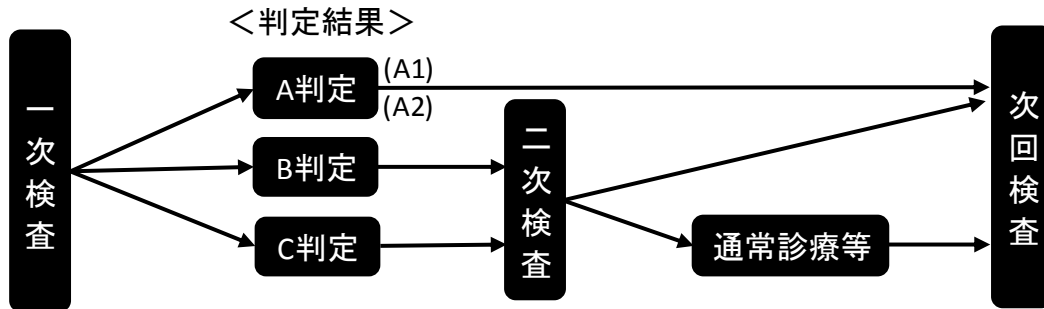 ＜判定結果＞
一次検査
A判定
(A1)
(A2)
B判定
C判定
二次検査
通常診療等
次回検査